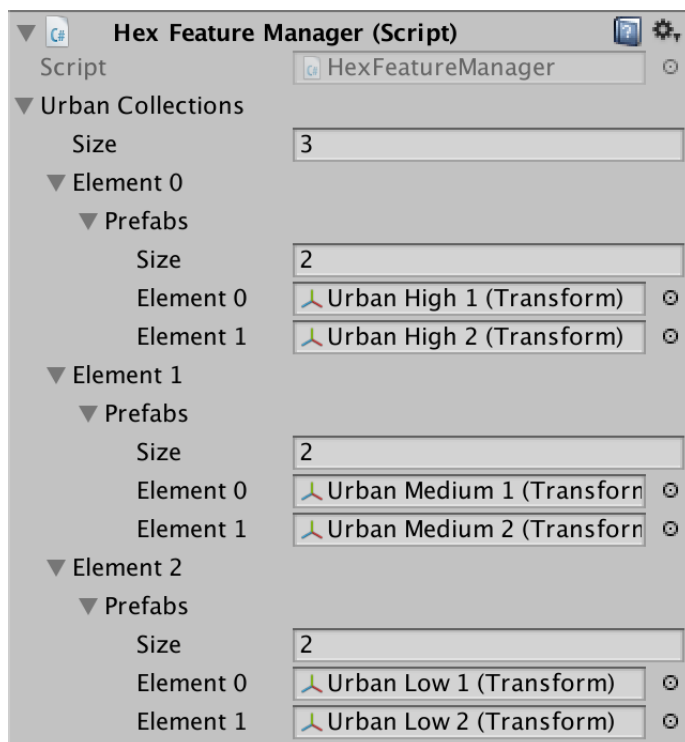 Hex Feature Manager (Script)
Script HexFeatureManager
Urban Collections
Size 3
Element 0
Prefabs
Size 2
Element 0 Urban High 1 (Transform)
Element 1 Urban High 2 (Transform)
Element 1
Prefabs
Size 2
Element 0 Urban Medium 1 (Transforn
Element 1 Urban Medium 2 (Transforn
Element 2
Prefabs
Size 2
Element 0 Urban Low 1 (Transform)
Element 1 Urban Low 2 (Transform)